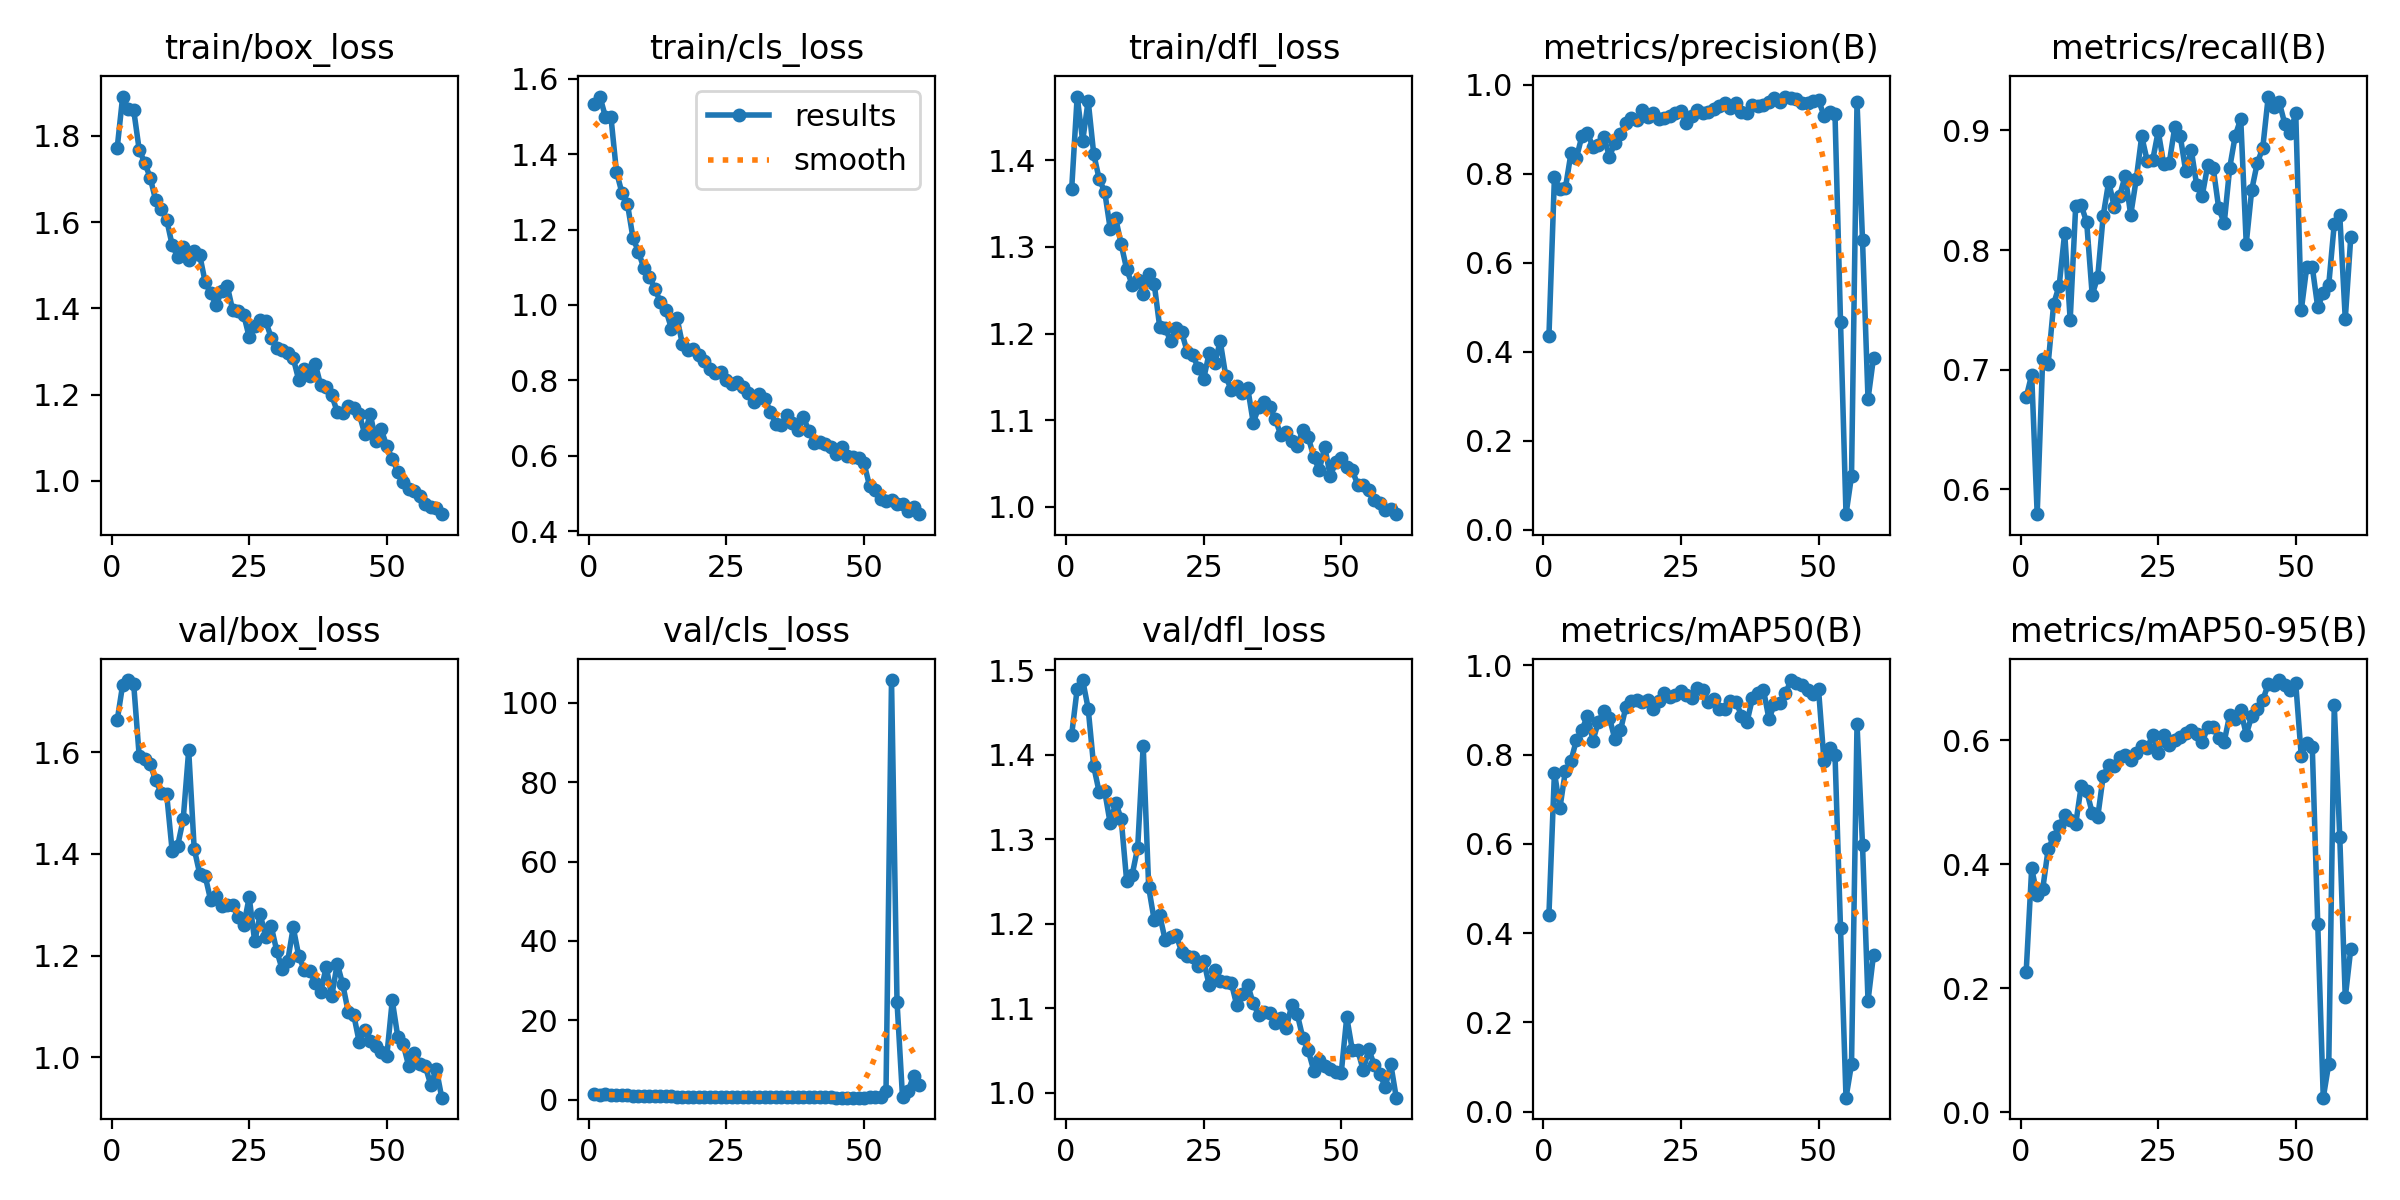 train/box_loss
1.8
1.6
1.4
1.2
1.0
0 25 50
train/cls_loss
results
smooth
1.6
1.4
1.2
1.0
0.8
0.6
0.4
0 25 50
train/dfl_loss
1.4
1.3
1.2
1.1
1.0
0 25 50
metrics/precision(B)
1.0
0.8
0.6
0.4
0.2
0.0
0 25 50
metrics/recall(B)
0.9
0.8
0.7
0.6
0 25 50
val/box_loss
1.6
1.4
1.2
1.0
0 25 50
val/cls_loss
100
80
60
40
20
0
0 25 50
val/dfl_loss
1.5
1.4
1.3
1.2
1.1
1.0
0 25 50
metrics/mAP50(B)
1.0
0.8
0.6
0.4
0.2
0.0
0 25 50
metrics/mAP50-95(B)
0.6
0.4
0.2
0.0
0 25 50